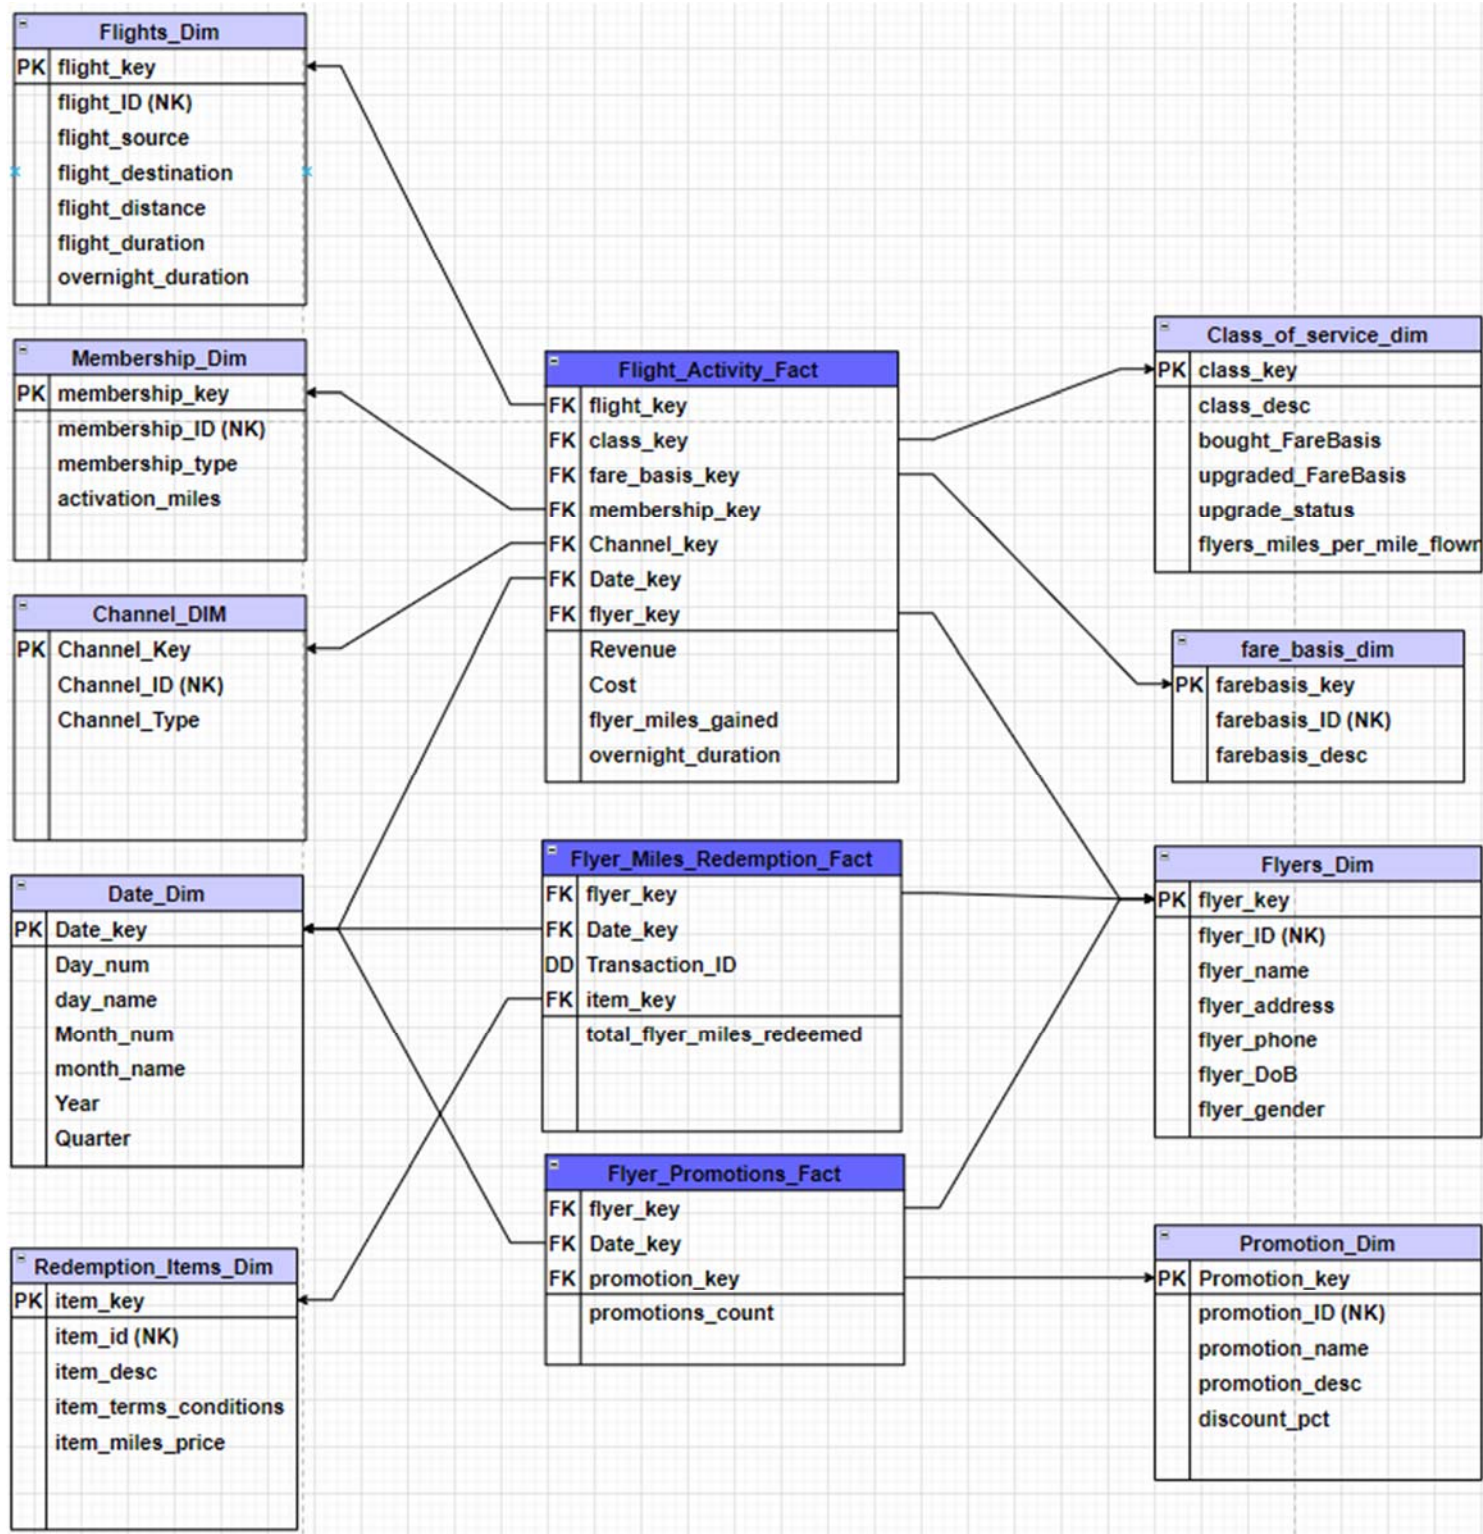 Flights_Dim
PK flight_key
flight_ID (NK)
flight_source
flight_destination
flight_distance
flight_duration
overnight_duration
Membership_Dim
PK membership_key
membership_ID (NK)
membership_type
activation_miles
Channel_DIM
PK Channel_Key
Channel_ID (NK)
Channel_Type
Date_Dim
PK Date_key
Day_num
day_name
Month_num
month_name
Year
Quarter
Redemption_Items_Dim
PK item_key
item_id (NK)
item_desc
item_terms_conditions
item_miles_price
Flight_Activity_Fact
FK flight_key
FK class_key
FK fare_basis_key
FK membership_key
FK Channel_key
FK Date_key
FK flyer_key
Revenue
Cost
flyer_miles_gained
overnight_duration
Flyer_Miles_Redemption_Fact
FK flyer_key
FK Date_key
DD Transaction_ID
FK item_key
total_flyer_miles_redeemed
Flyer_Promotions_Fact
FK flyer_key
FK Date_key
FK promotion_key
promotions_count
Class_of_service_dim
PK class_key
class_desc
bought_FareBasis
upgraded_FareBasis
upgrade_status
flyers_miles_per_mile_flown
fare_basis_dim
PK farebasis_key
farebasis_ID (NK)
farebasis_desc
Flyers_Dim
PK flyer_key
flyer_ID (NK)
flyer_name
flyer_address
flyer_phone
flyer_DoB
flyer_gender
Promotion_Dim
PK Promotion_key
promotion_ID (NK)
promotion_name
promotion_desc
discount_pct